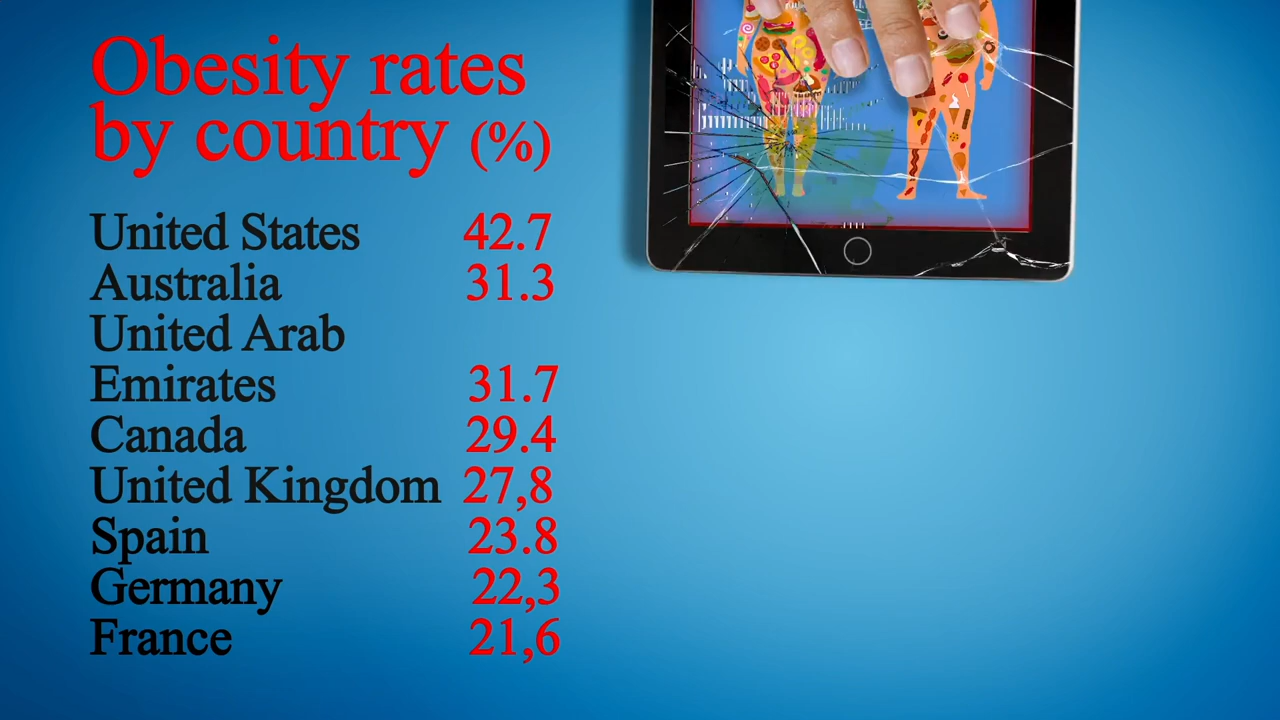 Obesity rates
by country (%)
United States 42.7
Australia 31.3
United Arab
Emirates 31.7
Canada 29.4
United Kingdom 27,8
Spain 23.8
Germany 22,3
France 21,6